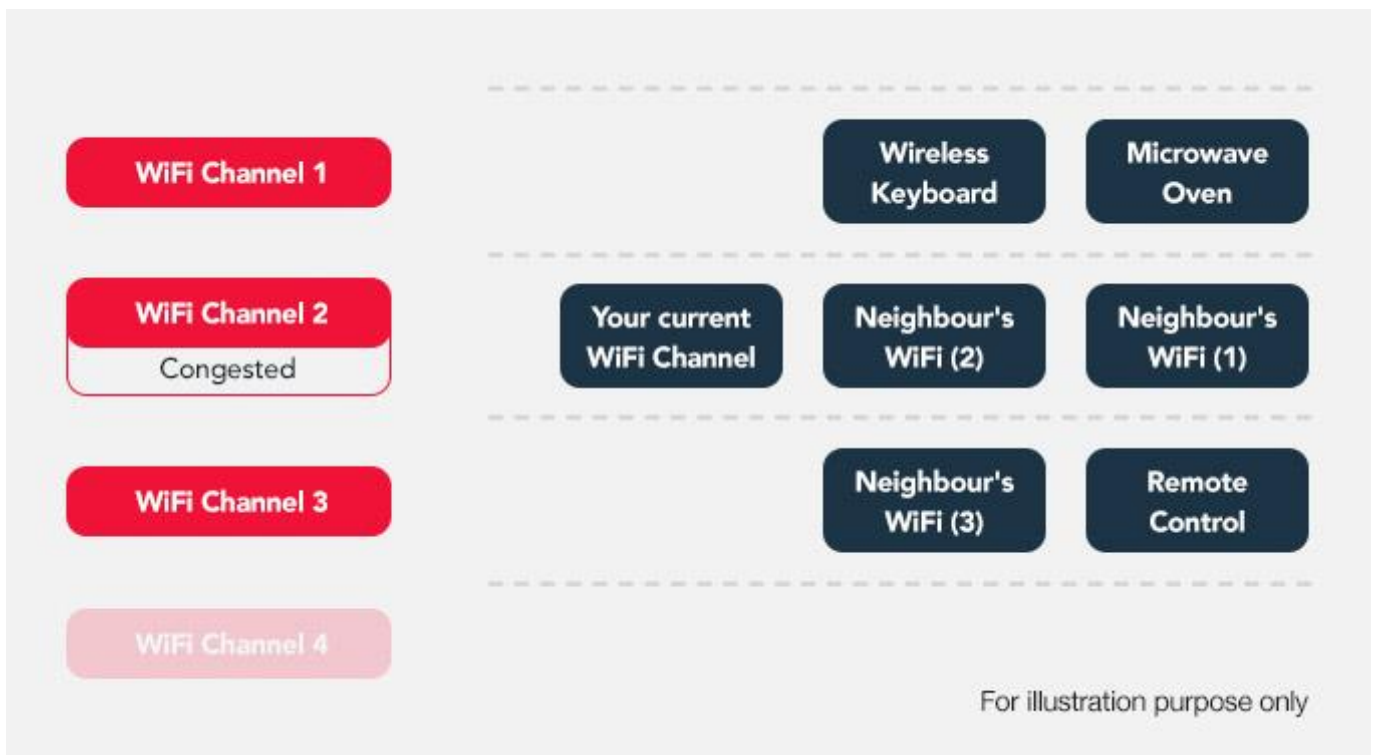 WiFi Channel 1
Wireless
Keyboard
Microwave
Oven
WiFi Channel 2
Congested
Your current
WiFi Channel
Neighbour's
WiFi (2)
Neighbour's
WiFi (1)
WiFi Channel 3
Neighbour's
WiFi (3)
Remote
Control
WiFi Channel 4
For illustration purpose only